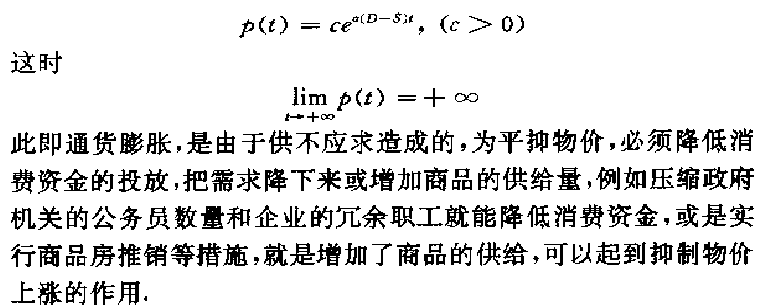 p(t) = ce^{α(D−S)t}, (c > 0)
这时
lim_{t→+∞} p(t) = + ∞
此即通货膨胀,是由于供不应求造成的,为平抑物价,必须降低消
费资金的投放,把需求降下来或增加商品的供给量,例如压缩政府
机关的公务员数量和企业的冗余职工就能降低消费资金,或是实
行商品房推销等措施,就是增加了商品的供给,可以起到抑制物价
上涨的作用.